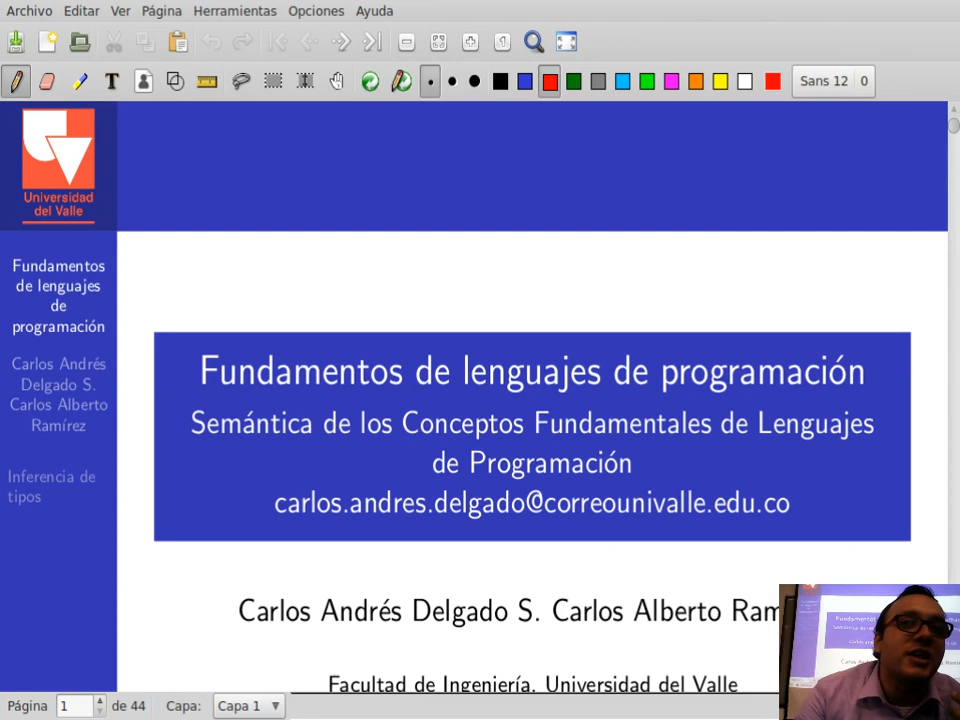 Archivo Editar Ver Página Herramientas Opciones Ayuda
T
Sans 12 0
Universidad
del Valle
Fundamentos
de lenguajes
de
programación
Carlos Andrés
Delgado S.
Carlos Alberto
Ramírez
Inferencia de
tipos
Fundamentos de lenguajes de programación
Semántica de los Conceptos Fundamentales de Lenguajes
de Programación
carlos.andres.delgado@correounivalle.edu.co
Carlos Andrés Delgado S. Carlos Alberto Ram
Facultad de Ingeniería. Universidad del Valle
Página 1 de 44 Capa: Capa 1